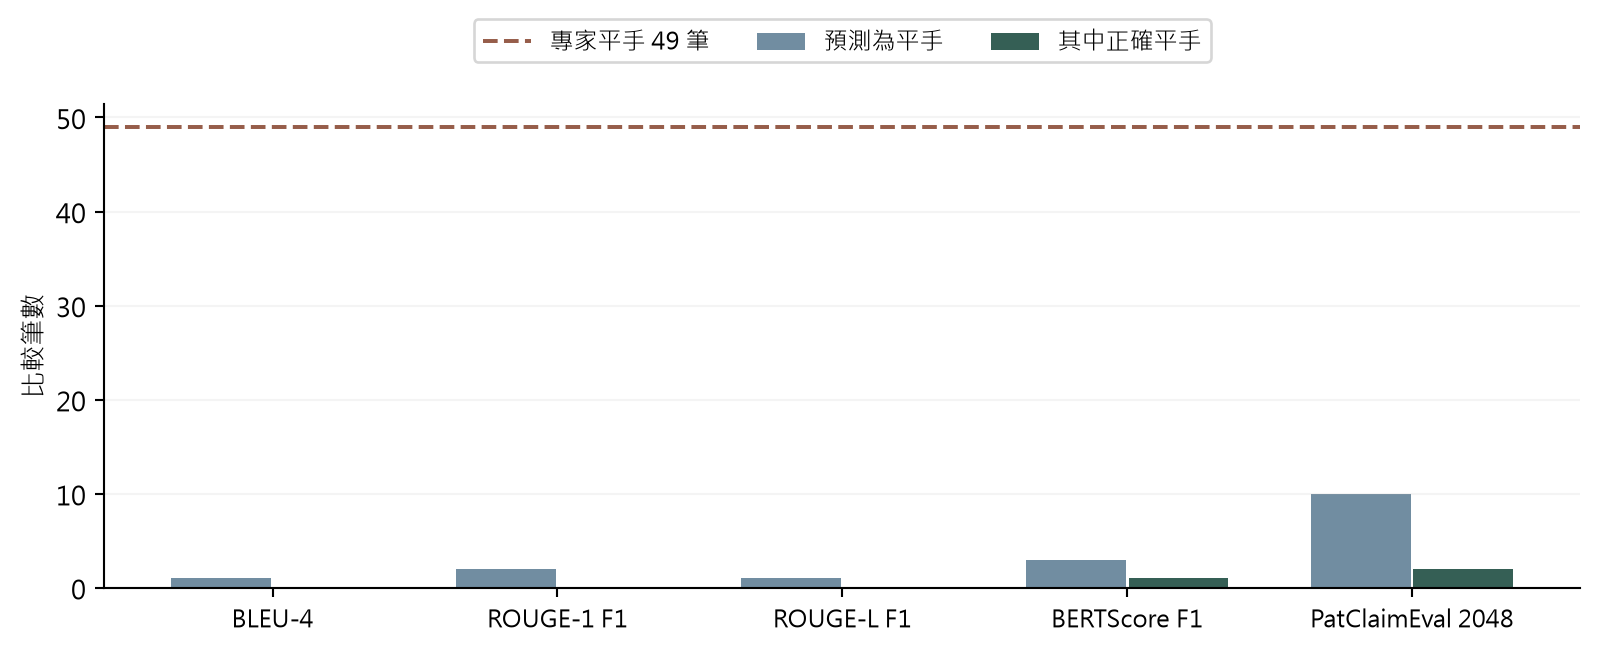 專家平手 49 筆
預測為平手
其中正確平手
比較筆數
50
40
30
20
10
0
BLEU-4
ROUGE-1 F1
ROUGE-L F1
BERTScore F1
PatClaimEval 2048